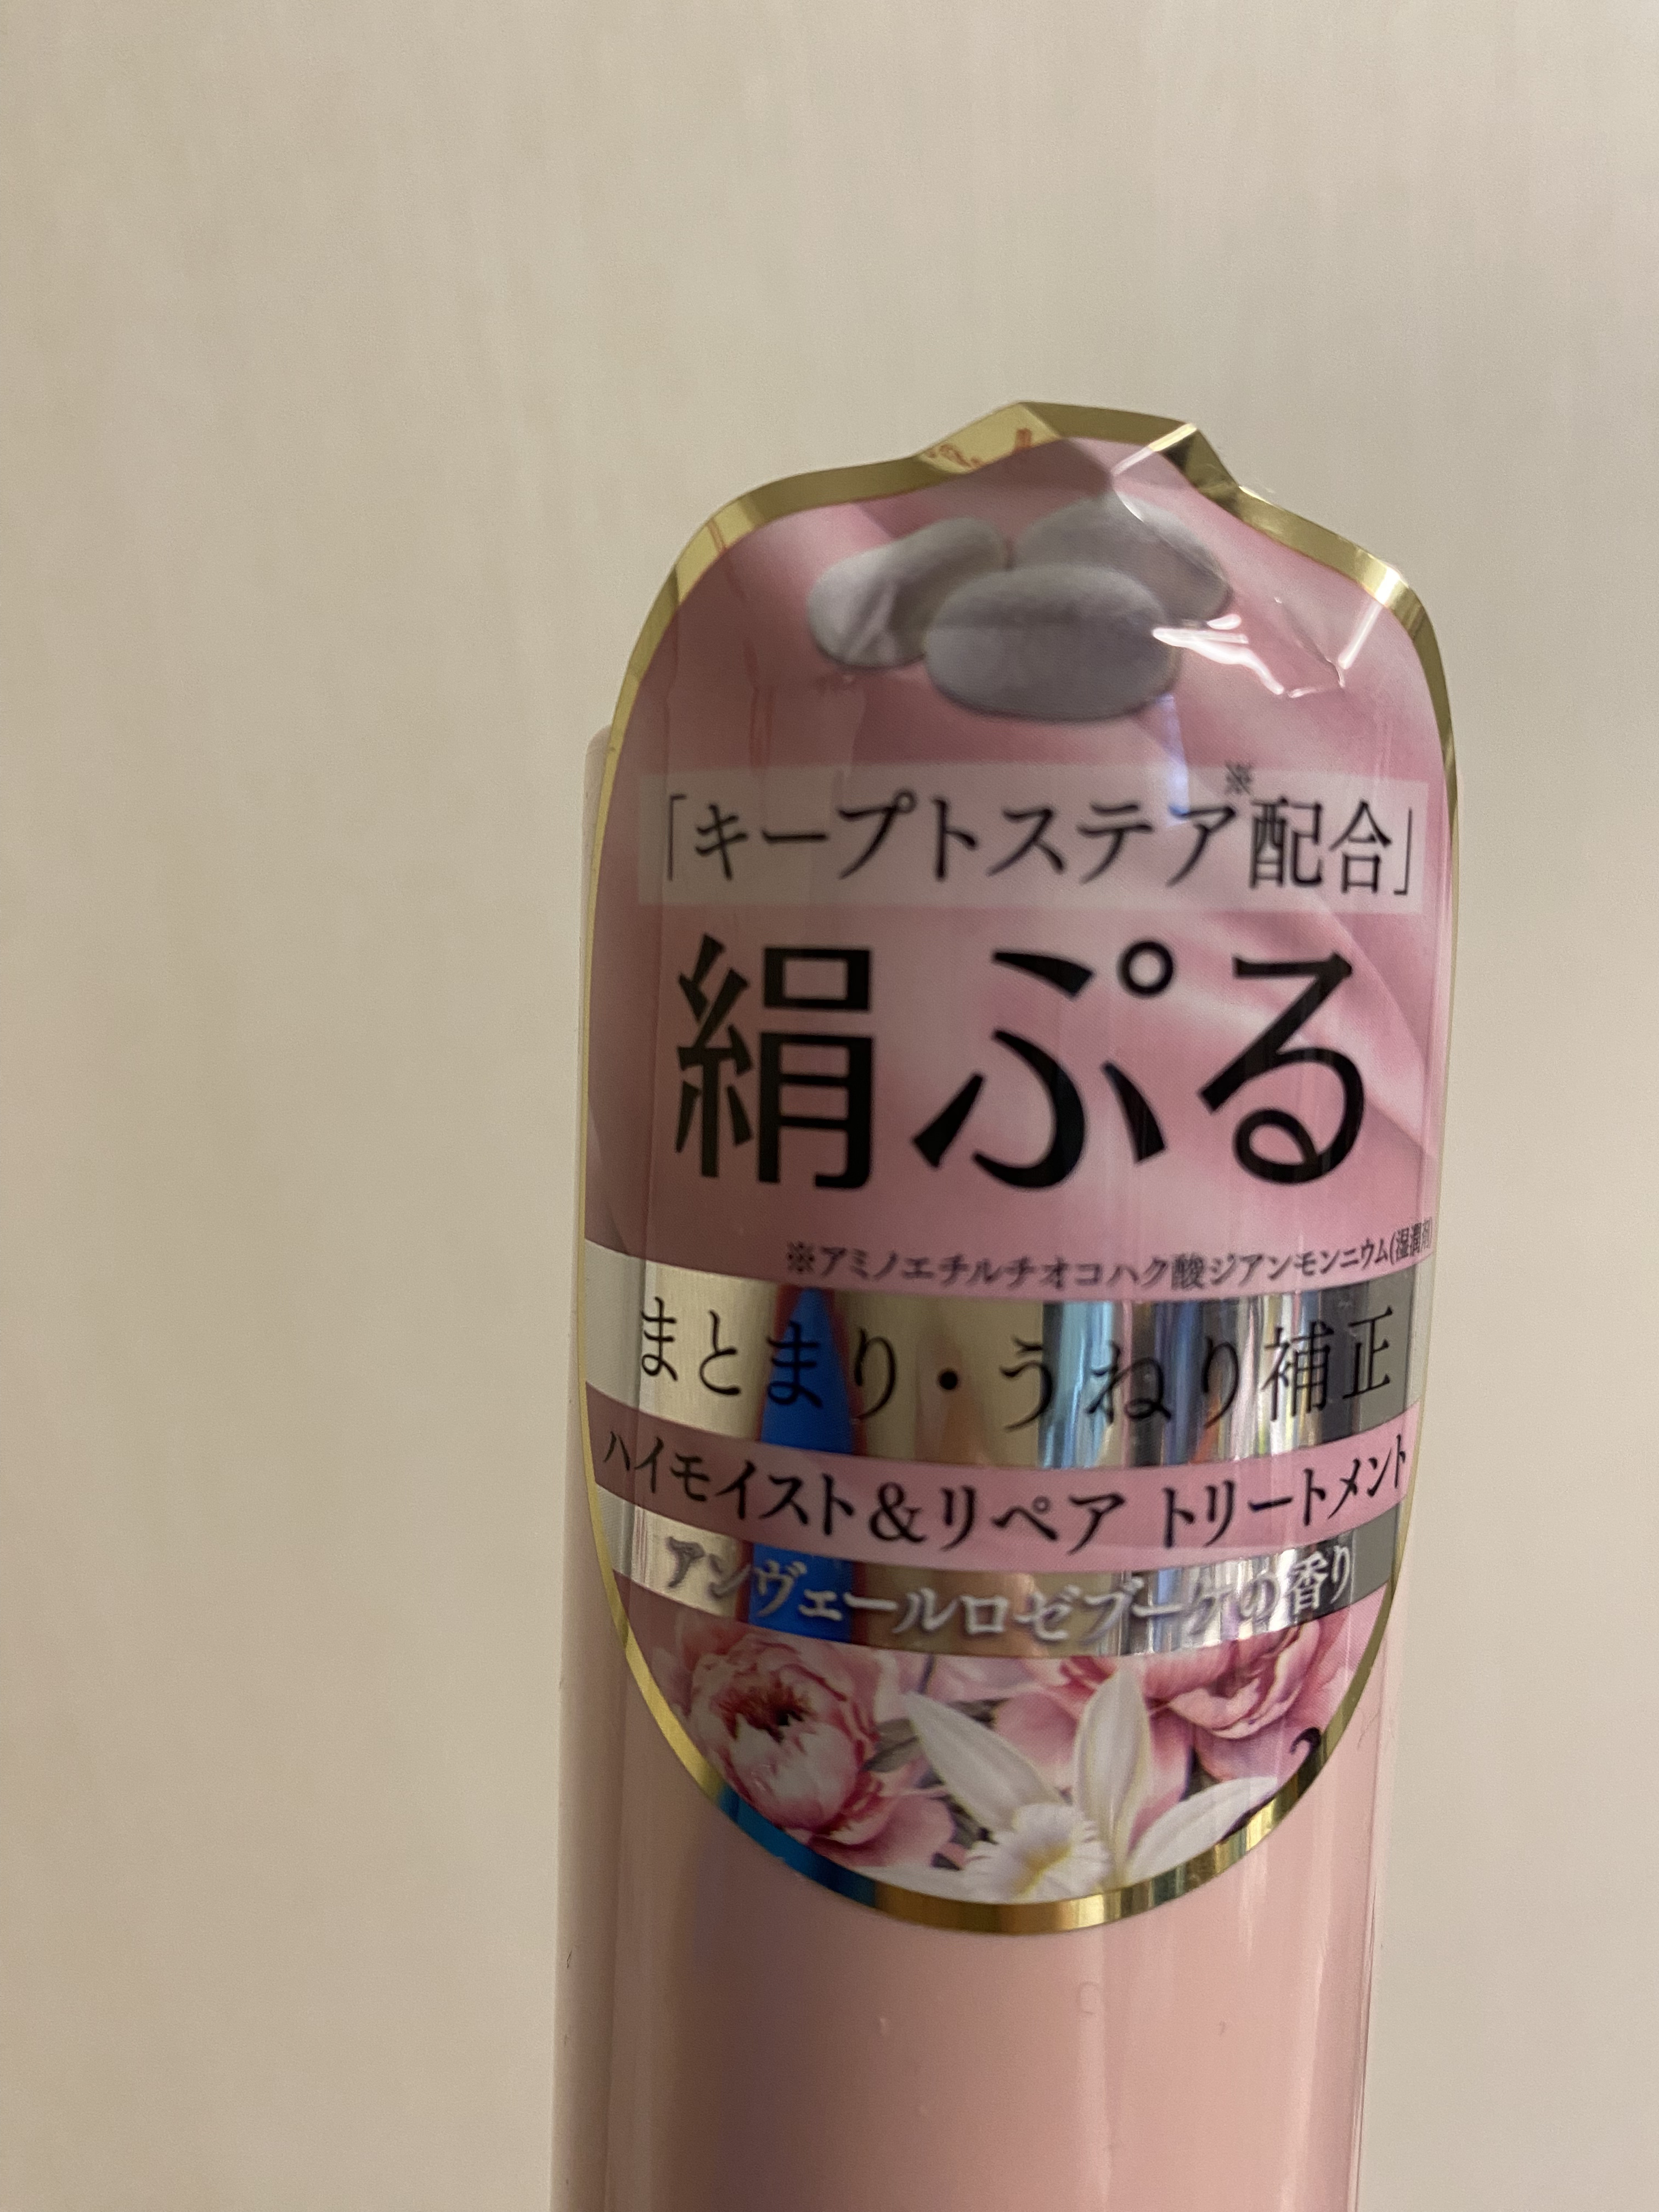 「キープトステア※配合」
絹ぷる
※アミノエチルチオコハク酸ジアンモンニウム(湿潤剤)
まとまり・うねり補正
ハイモイスト&リペア トリートメント
アンヴェールロゼブーケの香り